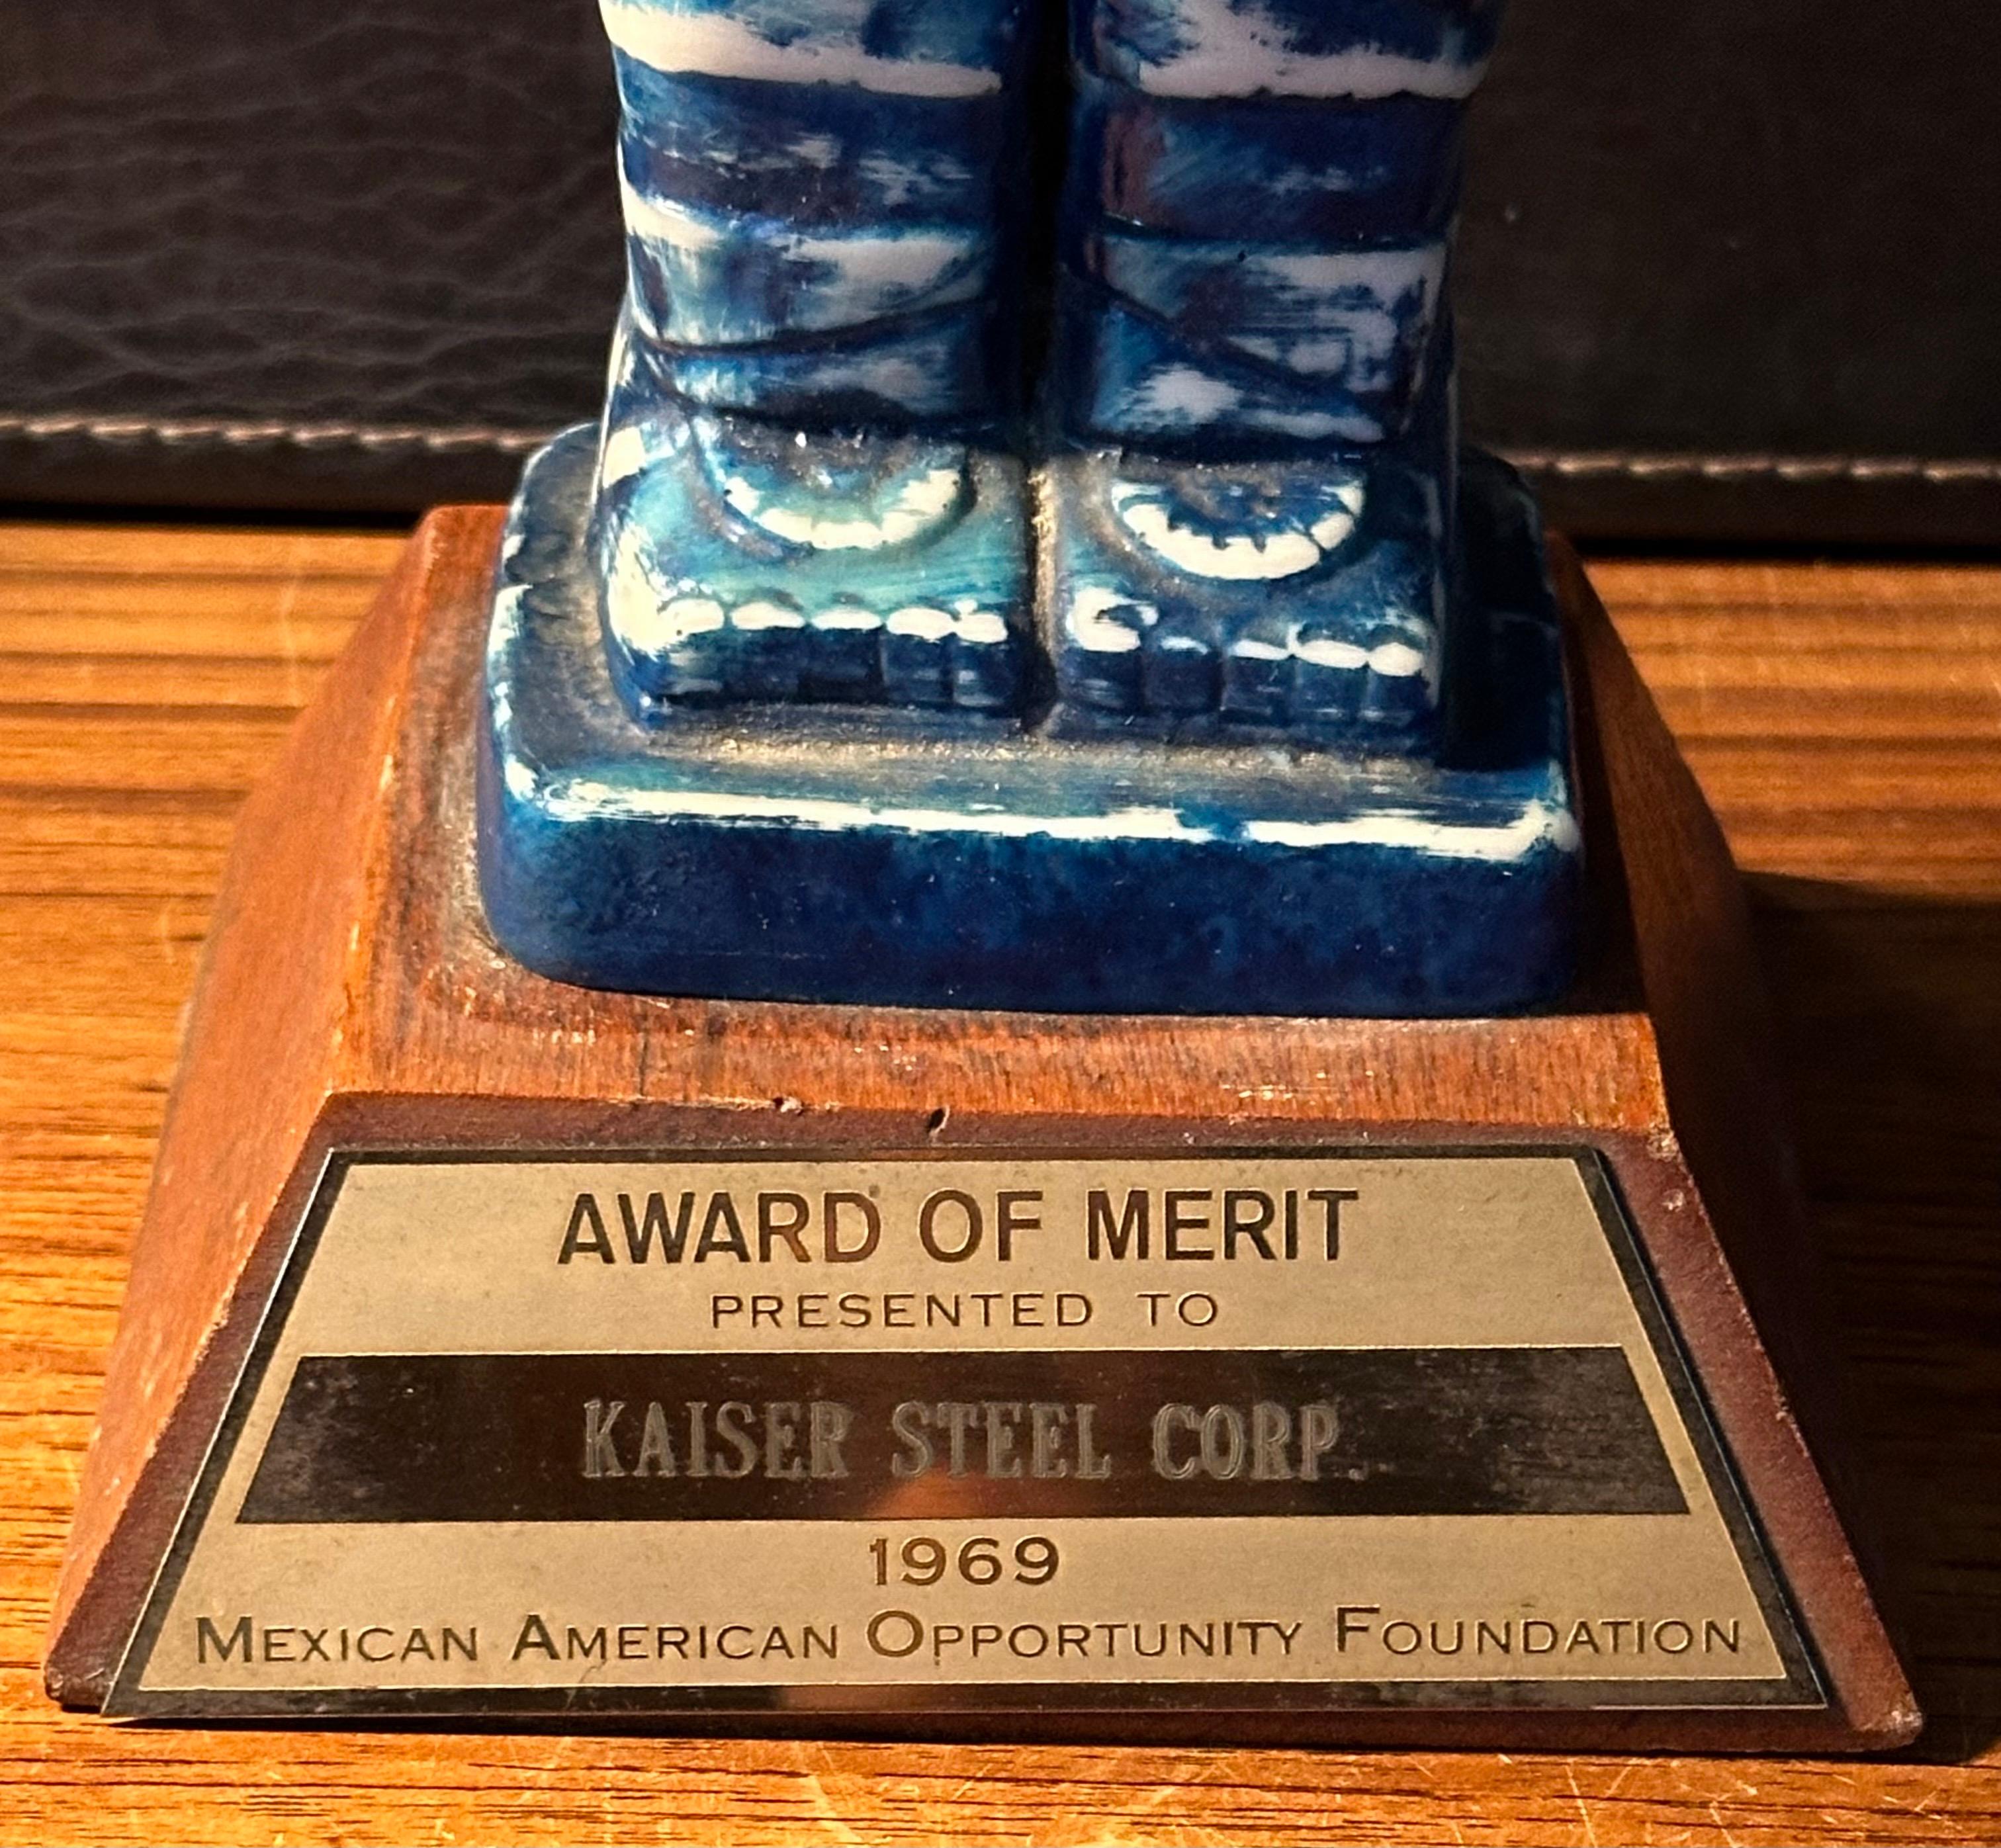 AWARD OF MERIT
PRESENTED TO
KAISER STEEL CORP.
1969
MEXICAN AMERICAN OPPORTUNITY FOUNDATION